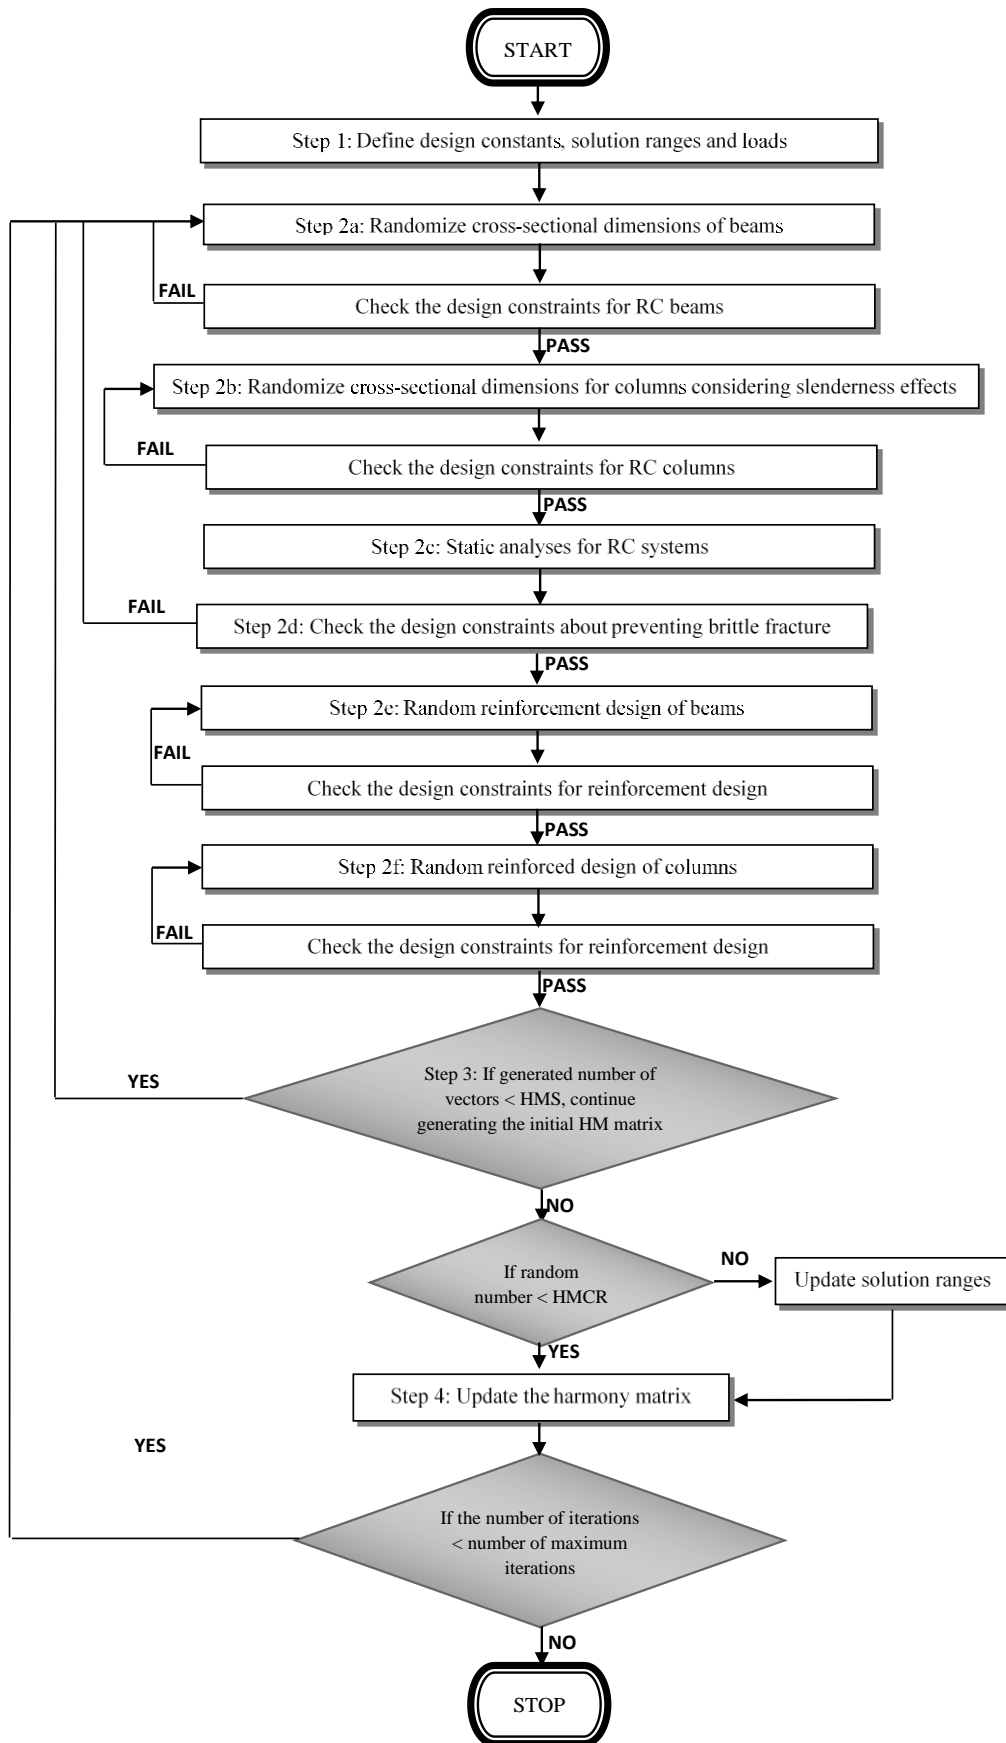 START
Step 1: Define design constants, solution ranges and loads
Step 2a: Randomize cross-sectional dimensions of beams
FAIL
Check the design constraints for RC beams
PASS
Step 2b: Randomize cross-sectional dimensions for columns considering slenderness effects
FAIL
Check the design constraints for RC columns
PASS
Step 2c: Static analyses for RC systems
FAIL
Step 2d: Check the design constraints about preventing brittle fracture
PASS
Step 2e: Random reinforcement design of beams
FAIL
Check the design constraints for reinforcement design
PASS
Step 2f: Random reinforced design of columns
FAIL
Check the design constraints for reinforcement design
PASS
Step 3: If generated number of
vectors < HMS, continue
generating the initial HM matrix
YES
NO
If random
number < HMCR
NO
Update solution ranges
YES
Step 4: Update the harmony matrix
YES
If the number of iterations
< number of maximum
iterations
NO
STOP